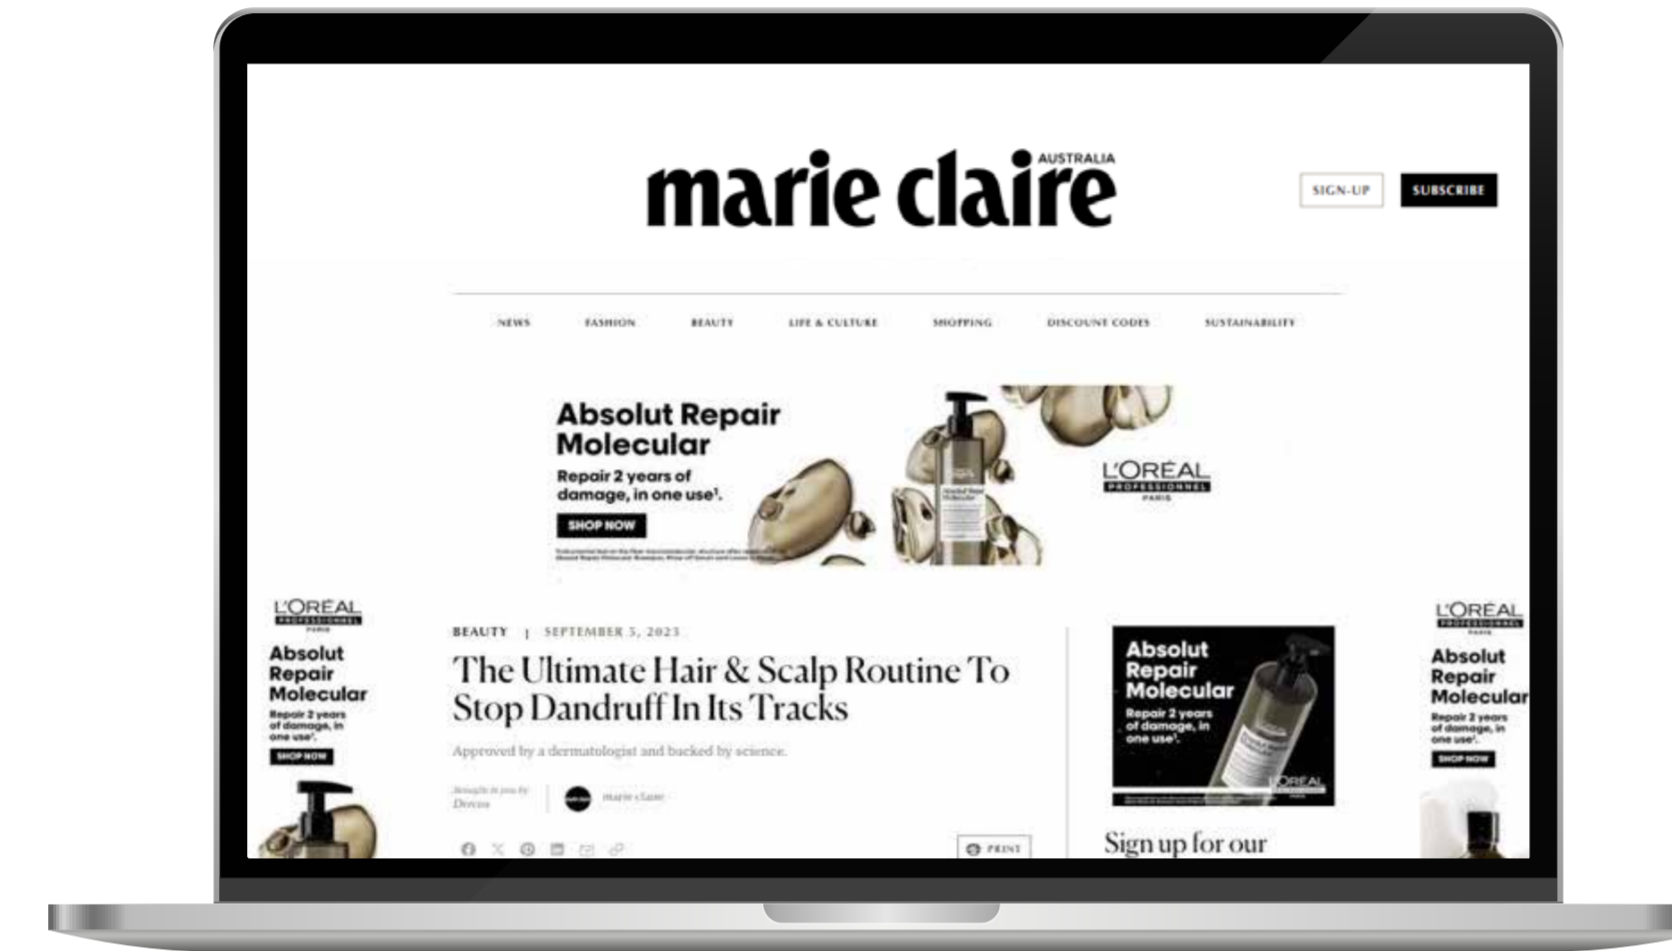 AUSTRALIA
marie claire
SIGN-UP
SUBSCRIBE
NEWS
FASHION
BEAUTY
LIFE & CULTURE
SHOPPING
DISCOUNT CODES
SUSTAINABILITY
Absolut Repair
Molecular
Repair 2 years of
damage, in one use¹.
SHOP NOW
L'ORÉAL
PROFESSIONNEL
PARIS
L'ORÉAL
PROFESSIONNEL
PARIS
Absolut
Repair
Molecular
Repair 2 years
of damage, in
one use¹.
SHOP NOW
BEAUTY | SEPTEMBER 5, 2023
The Ultimate Hair & Scalp Routine To
Stop Dandruff In Its Tracks
Approved by a dermatologist and backed by science.
Brought to you by
Dercos
marie claire
PRINT
Absolut
Repair
Molecular
Repair 2 years
of damage, in
one use¹.
L'ORÉAL
Sign up for our
L'ORÉAL
PROFESSIONNEL
PARIS
Absolut
Repair
Molecular
Repair 2 years
of damage, in
one use¹.
SHOP NOW